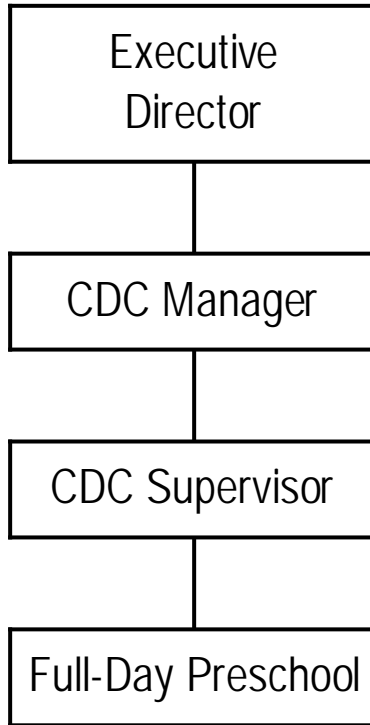 Executive
Director
CDC Manager
CDC Supervisor
Full-Day Preschool